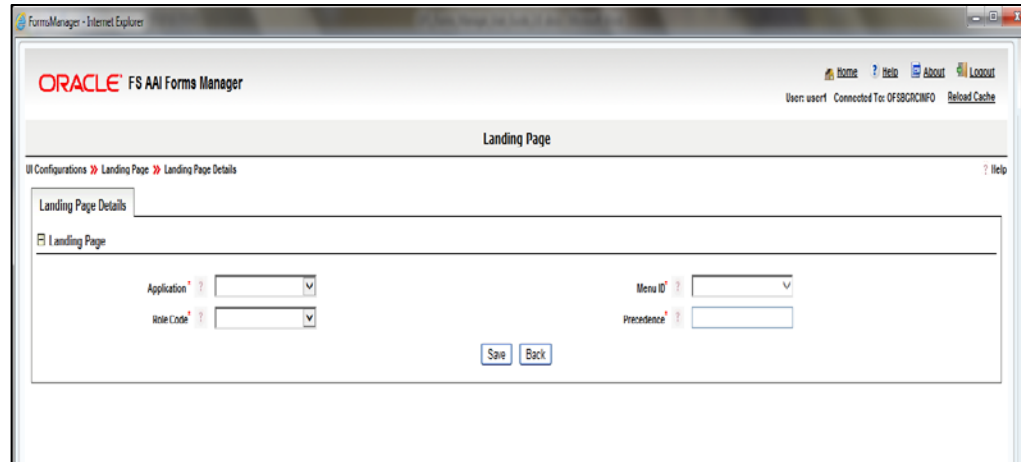 FormsManager - Internet Explorer
ORACLE® FS AAI Forms Manager
Home ? Help About Logout
User: user1 Connected To: OFSBGRCINFO Reload Cache
Landing Page
UI Configurations >> Landing Page >> Landing Page Details ? Help
Landing Page Details
Landing Page
Application* ? Menu ID* ?
Role Code* ? Precedence* ?
Save Back